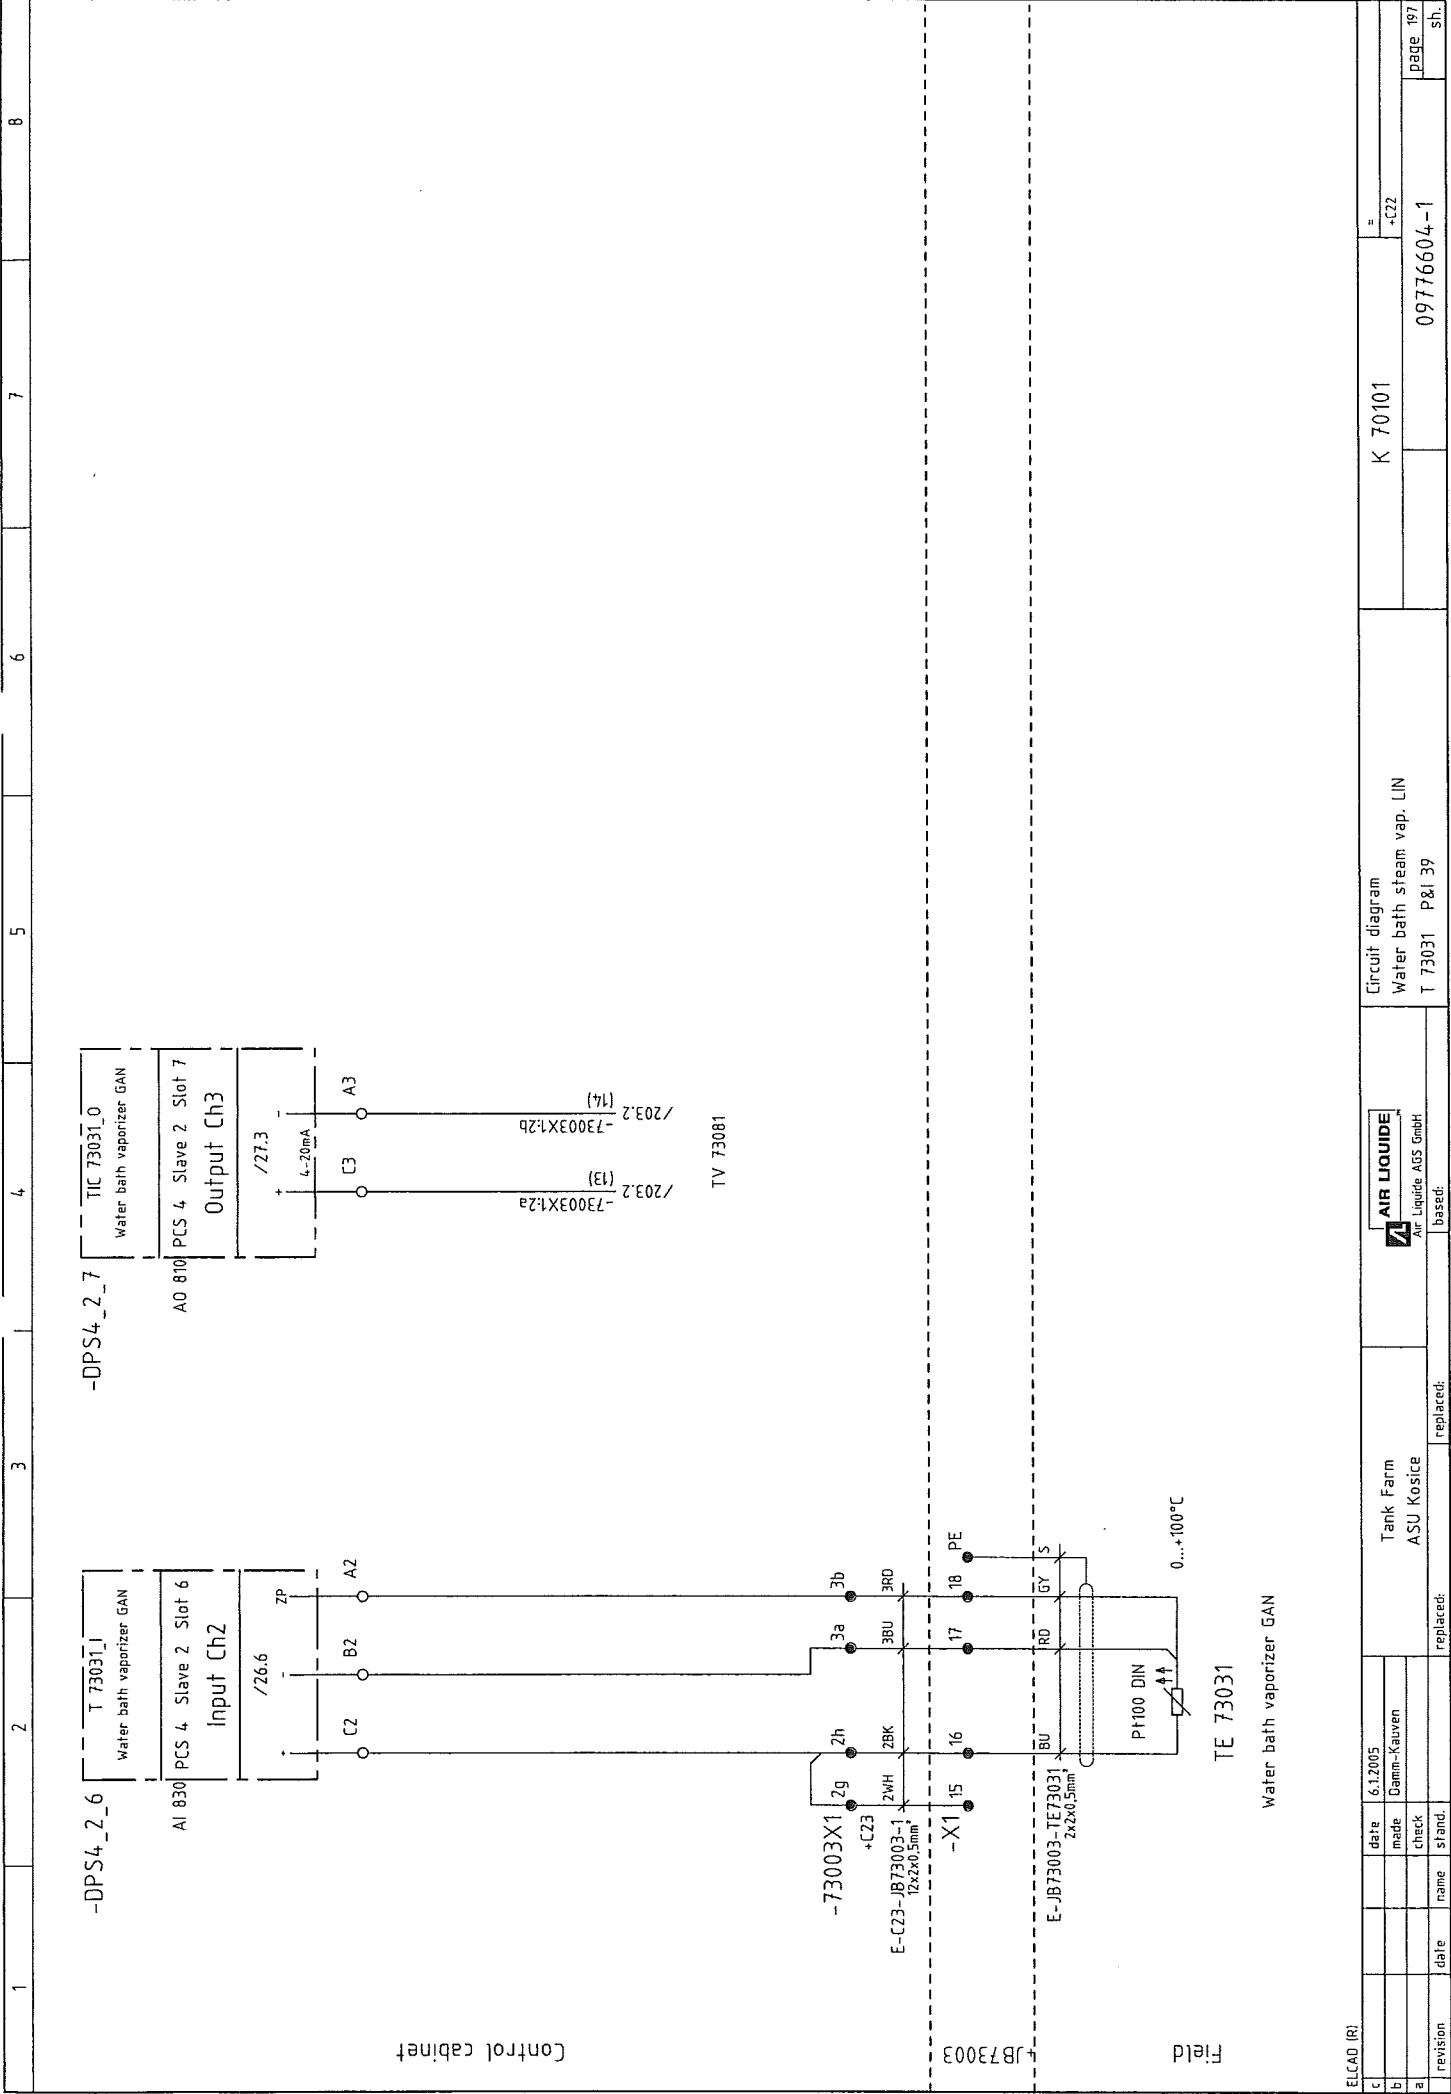 1 2 3 4 5 6 7 8
-DPS4_2_6
T 73031_I
Water bath vaporizer GAN
AI 830 PCS 4 Slave 2 Slot 6
Input Ch2
/26.6
+ - ZP
C2 B2 A2
-DPS4_2_7
TIC 73031_O
Water bath vaporizer GAN
AO 810 PCS 4 Slave 2 Slot 7
Output Ch3
/27.3
+ -
4-20mA
C3 A3
-73003X1:2a
(13)
/203.2
-73003X1:2b
(14)
/203.2
TV 73081
Control cabinet
-73003X1
+C23
2g 2h 3a 3b
E-C23-JB73003-1
12x2x0,5mm²
2WH 2BK 3BU 3RD
+JB73003
-X1
15 16 17 18 PE
E-JB73003-TE73031
2x2x0,5mm²
BU RD GY S
Field
Pt100 DIN
0...+100°C
TE 73031
Water bath vaporizer GAN
ELCAD (R)
c
b
a
revision
date
name
date 6.1.2005
made Damm-Kauven
check
stand.
Tank Farm
ASU Kosice
replaced:
replaced:
AIR LIQUIDE
Air Liquide AGS GmbH
based:
Circuit diagram
Water bath steam vap. LIN
T 73031 P&I 39
K 70101
=
+C22
09776604-1
page 197
sh.